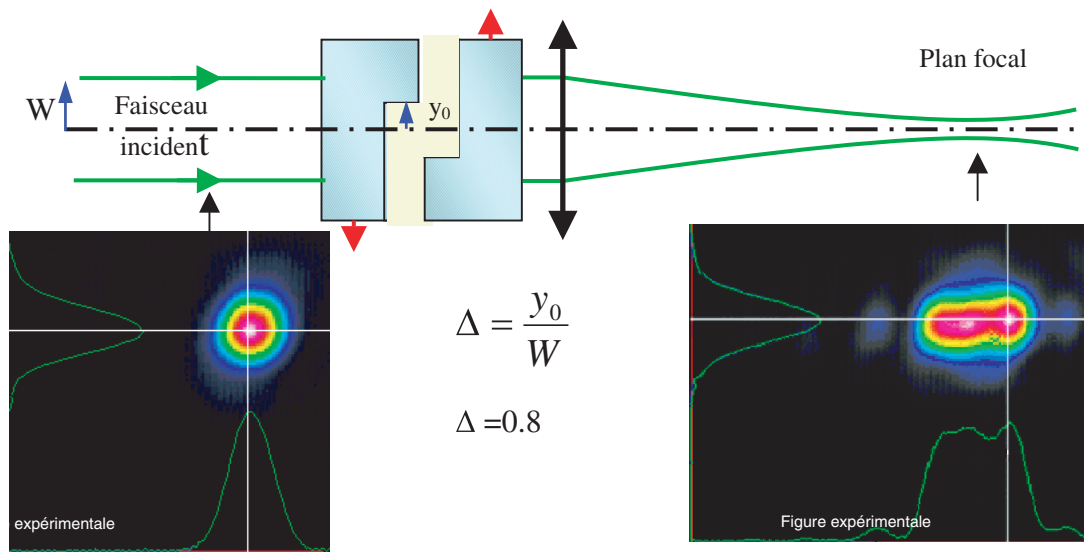 Plan focal
W
Faisceau
incident
y₀
Δ = y₀ / W
Δ =0.8
expérimentale
Figure expérimentale